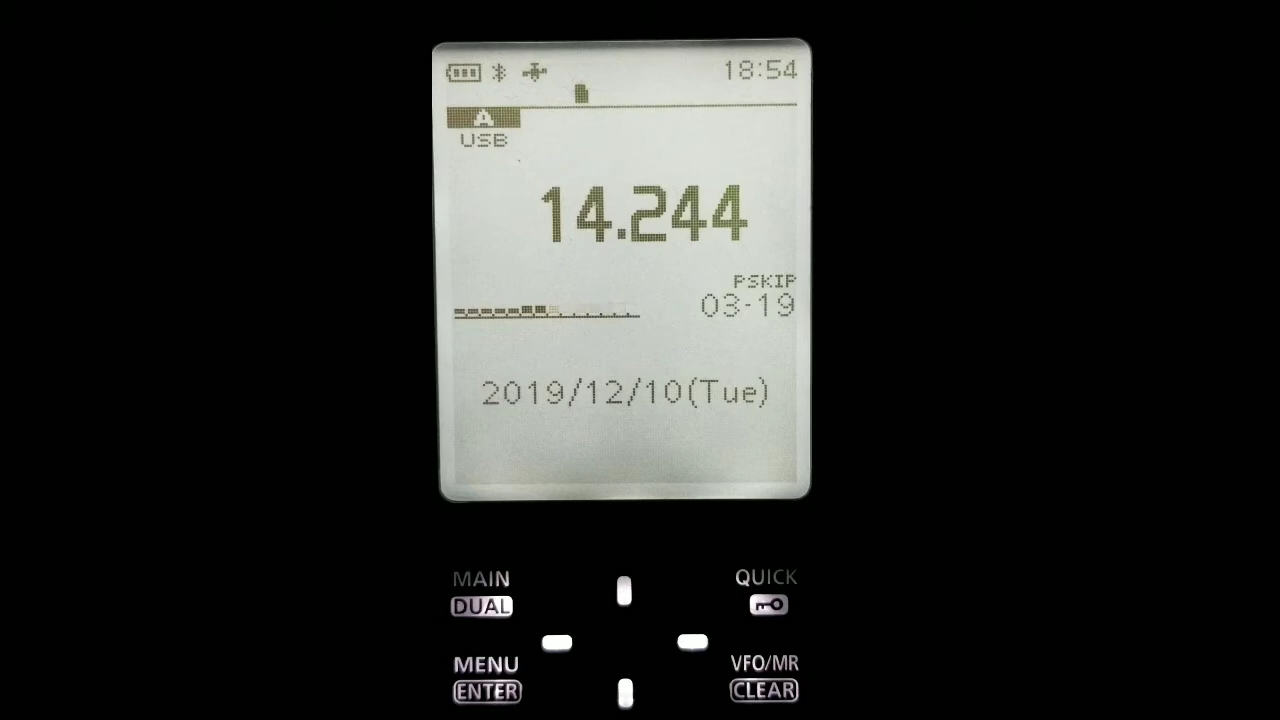 18:54
A
USB
14.244
PSKIP
03-19
2019/12/10(Tue)
MAIN
QUICK
DUAL
MENU
VFO/MR
ENTER
CLEAR